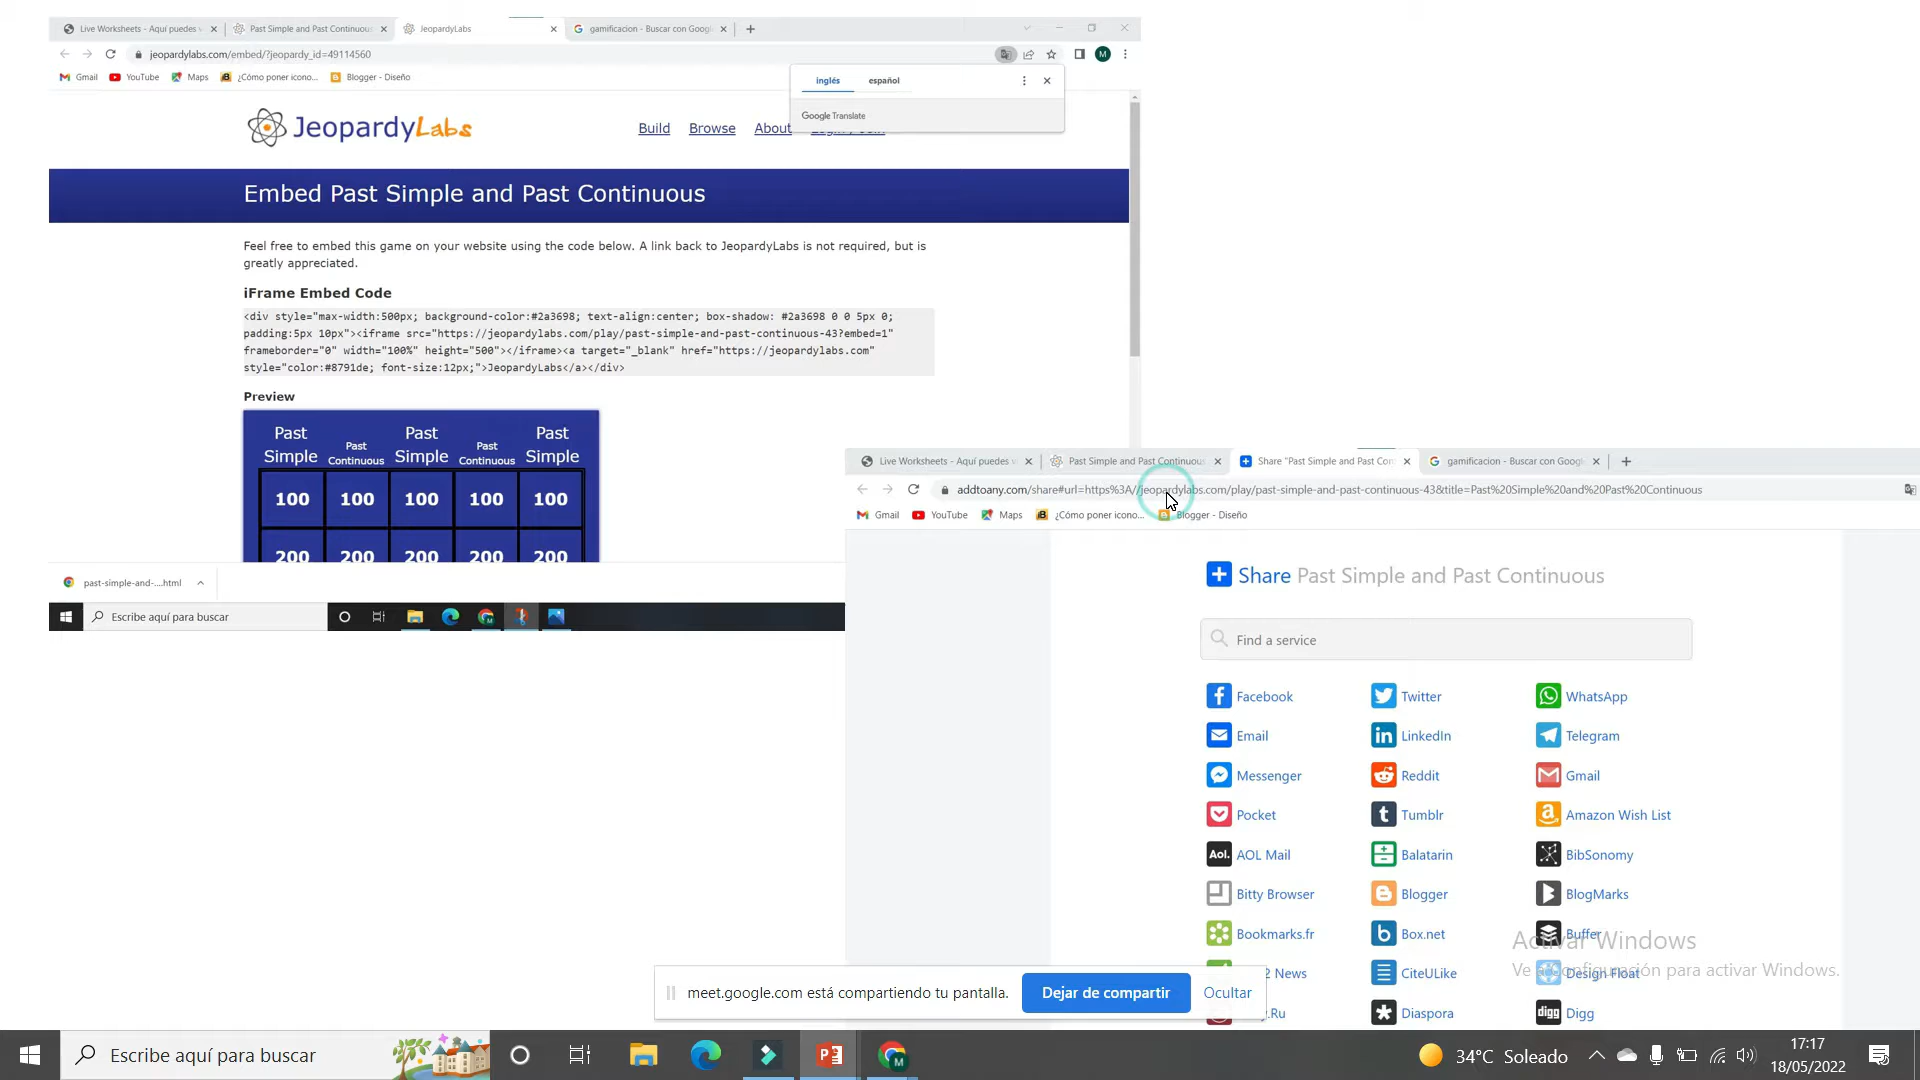 Live Worksheets - Aquí puedes v
Past Simple and Past Continuous
JeopardyLabs
gamificacion - Buscar con Googl
jeopardylabs.com/embed/?jeopardy_id=49114560
M
Gmail
YouTube
Maps
¿Cómo poner icono...
Blogger - Diseño
inglés
español
Google Translate
JeopardyLabs
Build
Browse
About
Embed Past Simple and Past Continuous
Feel free to embed this game on your website using the code below. A link back to JeopardyLabs is not required, but is
greatly appreciated.
iFrame Embed Code
<div style="max-width:500px; background-color:#2a3698; text-align:center; box-shadow: #2a3698 0 0 5px 0;
padding:5px 10px"><iframe src="https://jeopardylabs.com/play/past-simple-and-past-continuous-43?embed=1"
frameborder="0" width="100%" height="500"></iframe><a target="_blank" href="https://jeopardylabs.com"
style="color:#8791de; font-size:12px;">JeopardyLabs</a></div>
Preview
Past Simple
Past Continuous
Past Simple
Past Continuous
Past Simple
100 100 100 100 100
200 200 200 200 200
past-simple-and-....html
Escribe aquí para buscar
Live Worksheets - Aquí puedes v
Past Simple and Past Continuous
Share "Past Simple and Past Con
gamificacion - Buscar con Googl
addtoany.com/share#url=https%3A//jeopardylabs.com/play/past-simple-and-past-continuous-43&title=Past%20Simple%20and%20Past%20Continuous
Gmail
YouTube
Maps
¿Cómo poner icono...
Blogger - Diseño
Share Past Simple and Past Continuous
Find a service
Facebook
Twitter
WhatsApp
Email
LinkedIn
Telegram
Messenger
Reddit
Gmail
Pocket
Tumblr
Amazon Wish List
Aol. AOL Mail
Balatarin
BibSonomy
Bitty Browser
Blogger
BlogMarks
Bookmarks.fr
Box.net
Buffer
Activar Windows
2 News
CiteULike
Design Float
Ve a Configuración para activar Windows.
.Ru
Diaspora
digg Digg
meet.google.com está compartiendo tu pantalla.
Dejar de compartir
Ocultar
Escribe aquí para buscar
34°C Soleado
17:17
18/05/2022